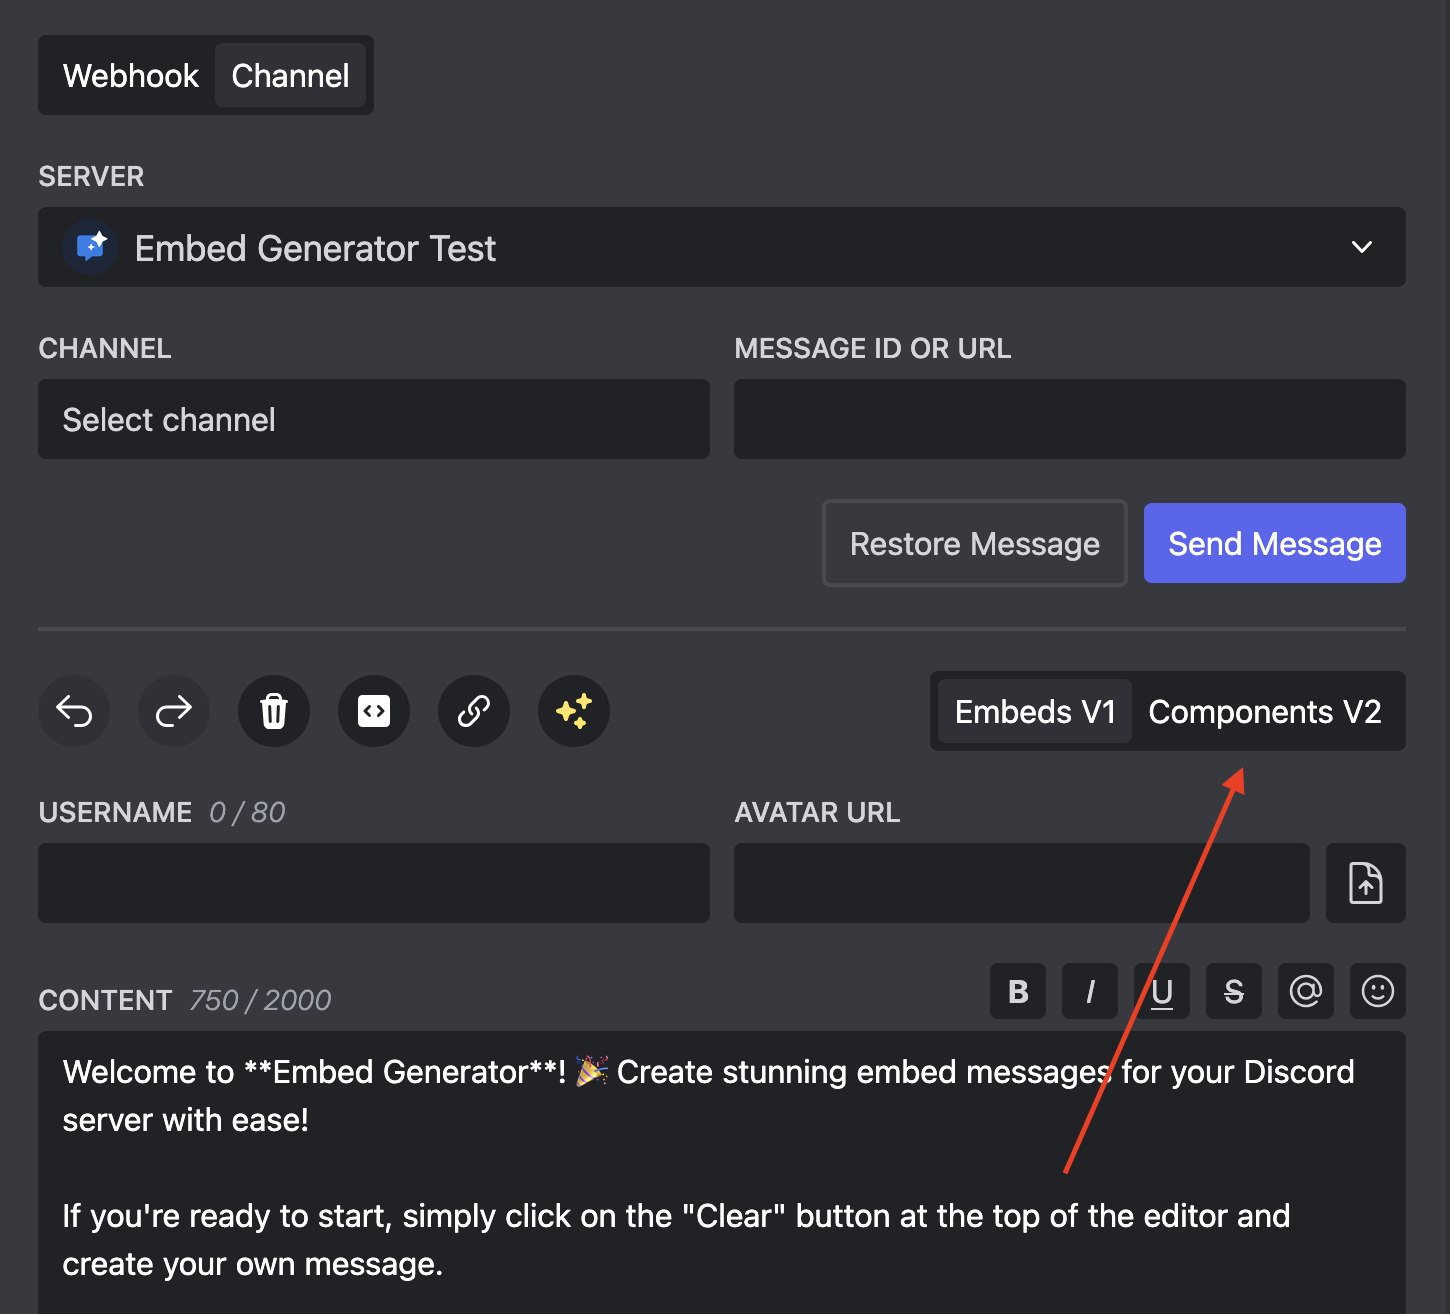 Webhook Channel
SERVER
Embed Generator Test
CHANNEL MESSAGE ID OR URL
Select channel
Restore Message Send Message
Embeds V1 Components V2
USERNAME 0 / 80 AVATAR URL
CONTENT 750 / 2000 B I U S @
Welcome to **Embed Generator**! 🎉 Create stunning embed messages for your Discord
server with ease!
If you're ready to start, simply click on the "Clear" button at the top of the editor and
create your own message.